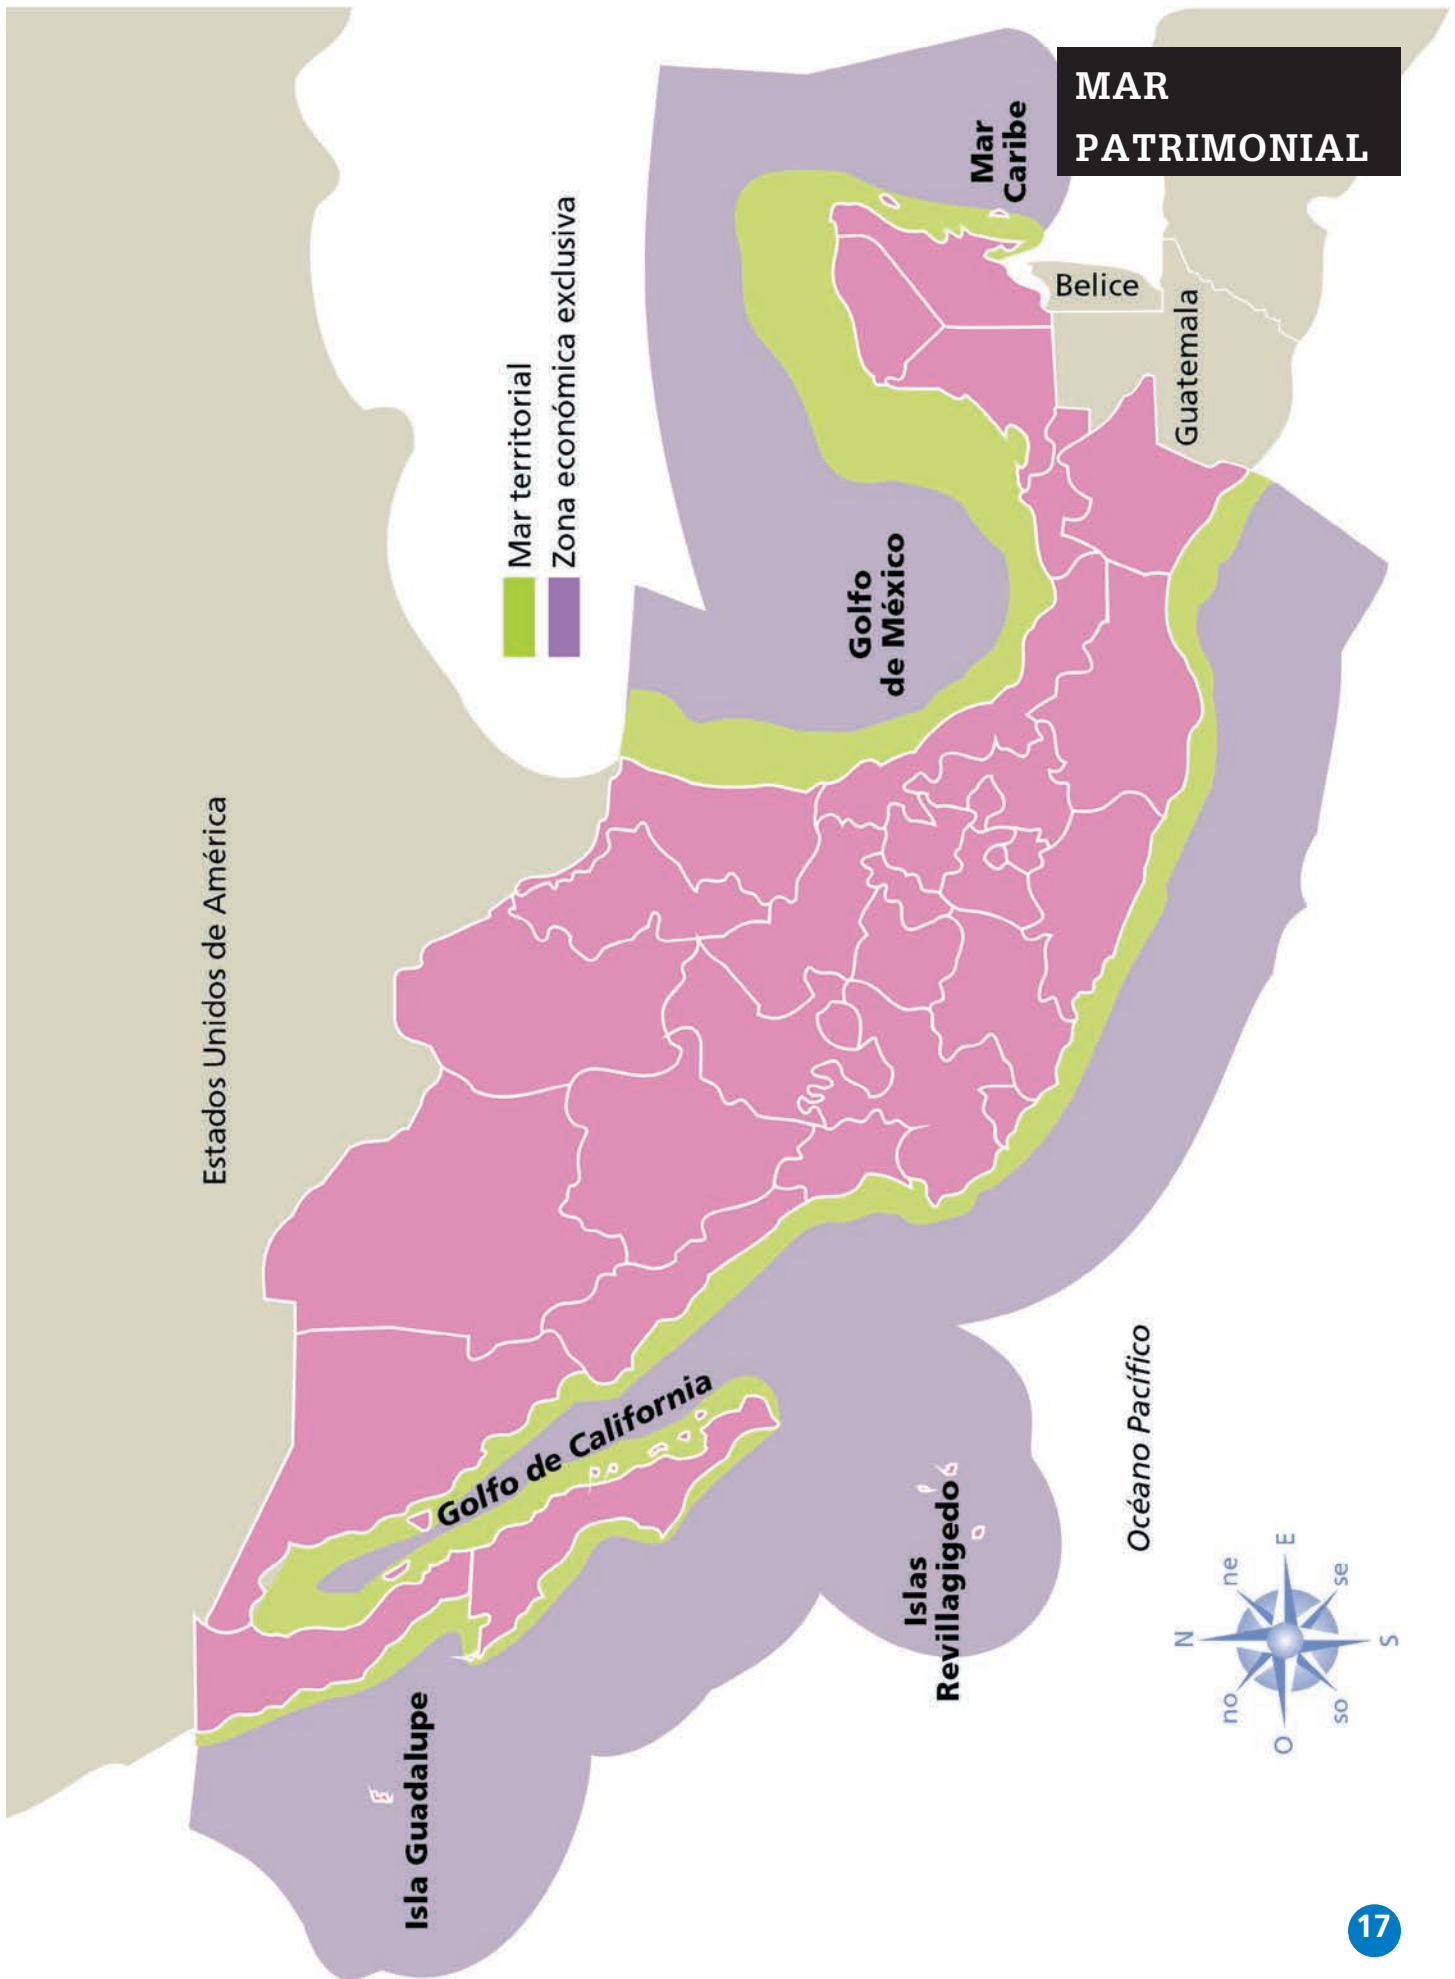 MAR
PATRIMONIAL
Estados Unidos de América
Mar territorial
Zona económica exclusiva
Golfo
de México
Mar
Caribe
Belice
Guatemala
Golfo de California
Isla Guadalupe
Islas
Revillagigedo
Océano Pacífico
N
ne
E
se
S
so
O
no
17